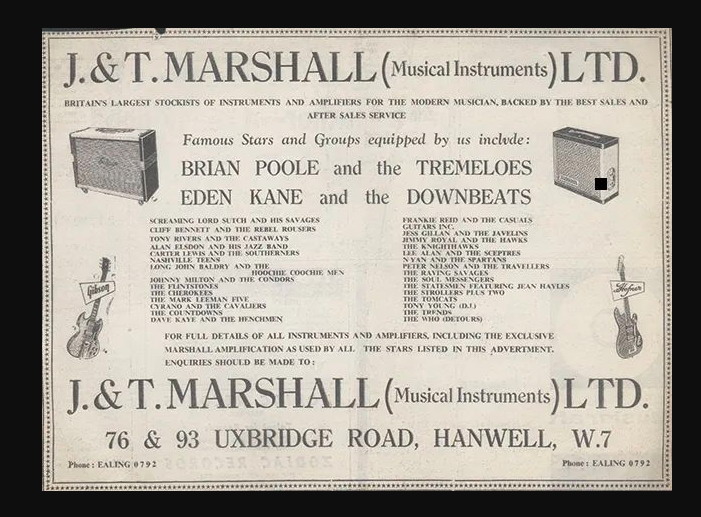 J. & T. MARSHALL (Musical Instruments) LTD.
BRITAIN'S LARGEST STOCKISTS OF INSTRUMENTS AND AMPLIFIERS FOR THE MODERN MUSICIAN, BACKED BY THE BEST SALES AND
AFTER SALES SERVICE
Famous Stars and Groups equipped by us include:
BRIAN POOLE and the TREMELOES
EDEN KANE and the DOWNBEATS
SCREAMING LORD SUTCH AND HIS SAVAGES
CLIFF BENNETT AND THE REBEL ROUSERS
TONY RIVERS AND THE CASTAWAYS
ALAN ELSDON AND HIS JAZZ BAND
CARTER LEWIS AND THE SOUTHERNERS
NASHVILLE TEENS
LONG JOHN BALDRY AND THE
HOOCHIE COOCHIE MEN
JOHNNY MILTON AND THE CONDORS
THE FLINTSTONES
THE CHEROKEES
THE MARK LEEMAN FIVE
CYRANO AND THE CAVALIERS
THE COUNTDOWNS
DAVE KAYE AND THE HENCHMEN
FRANKIE REID AND THE CASUALS
GUITARS INC.
JESS GILLAN AND THE JAVELINS
JIMMY ROYAL AND THE HAWKS
THE KNIGHTHAWKS
LEE ALAN AND THE SCEPTRES
NYAN AND THE SPARTANS
PETER NELSON AND THE TRAVELLERS
THE RAVING SAVAGES
THE SOUL MESSENGERS
THE STATESMEN FEATURING JEAN HAYLES
THE STROLLERS PLUS TWO
THE TOMCATS
TONY YOUNG (D.J.)
THE TRENDS
THE WHO (DETOURS)
Gibson
Hofner
FOR FULL DETAILS OF ALL INSTRUMENTS AND AMPLIFIERS, INCLUDING THE EXCLUSIVE
MARSHALL AMPLIFICATION AS USED BY ALL THE STARS LISTED IN THIS ADVERTMENT.
ENQUIRIES SHOULD BE MADE TO :
J. & T. MARSHALL (Musical Instruments) LTD.
76 & 93 UXBRIDGE ROAD, HANWELL, W.7
Phone : EALING 0792
Phone : EALING 0792